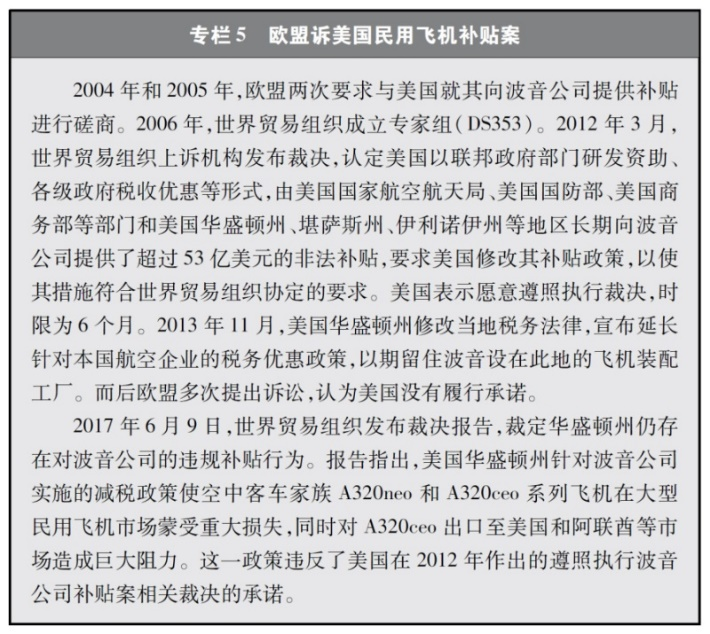 专栏5 欧盟诉美国民用飞机补贴案
2004年和2005年,欧盟两次要求与美国就其向波音公司提供补贴
进行磋商。2006年,世界贸易组织成立专家组(DS353)。2012年3月,
世界贸易组织上诉机构发布裁决,认定美国以联邦政府部门研发资助、
各级政府税收优惠等形式,由美国国家航空航天局、美国国防部、美国商
务部等部门和美国华盛顿州、堪萨斯州、伊利诺伊州等地区长期向波音
公司提供了超过53亿美元的非法补贴,要求美国修改其补贴政策,以使
其措施符合世界贸易组织协定的要求。美国表示愿意遵照执行裁决,时
限为6个月。2013年11月,美国华盛顿州修改当地税务法律,宣布延长
针对本国航空企业的税务优惠政策,以期留住波音设在此地的飞机装配
工厂。而后欧盟多次提出诉讼,认为美国没有履行承诺。
2017年6月9日,世界贸易组织发布裁决报告,裁定华盛顿州仍存
在对波音公司的违规补贴行为。报告指出,美国华盛顿州针对波音公司
实施的减税政策使空中客车家族A320neo和A320ceo系列飞机在大型
民用飞机市场蒙受重大损失,同时对A320ceo出口至美国和阿联酋等市
场造成巨大阻力。这一政策违反了美国在2012年作出的遵照执行波音
公司补贴案相关裁决的承诺。